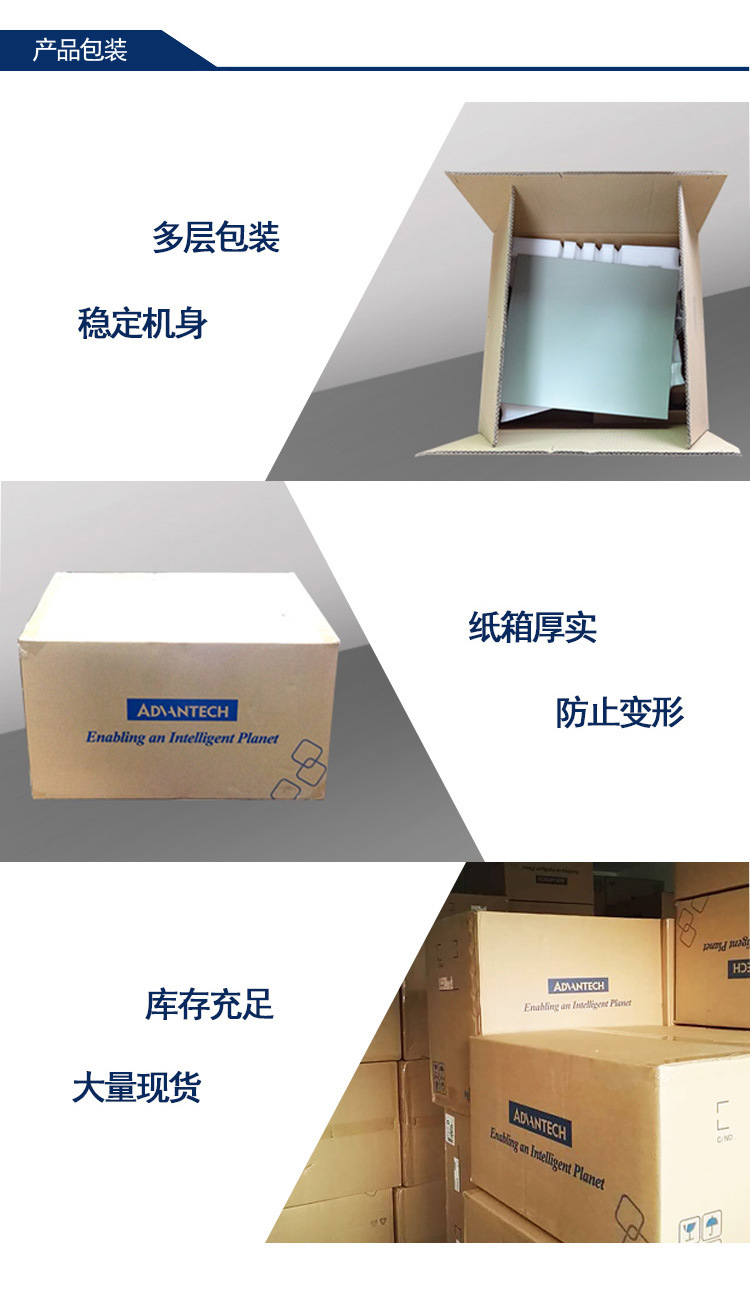 产品包装
多层包装
稳定机身
ADVANTECH
Enabling an Intelligent Planet
纸箱厚实
防止变形
库存充足
大量现货
ADVANTECH
Enabling an Intelligent Planet
ADVANTECH
Enabling an Intelligent Planet
C/NO